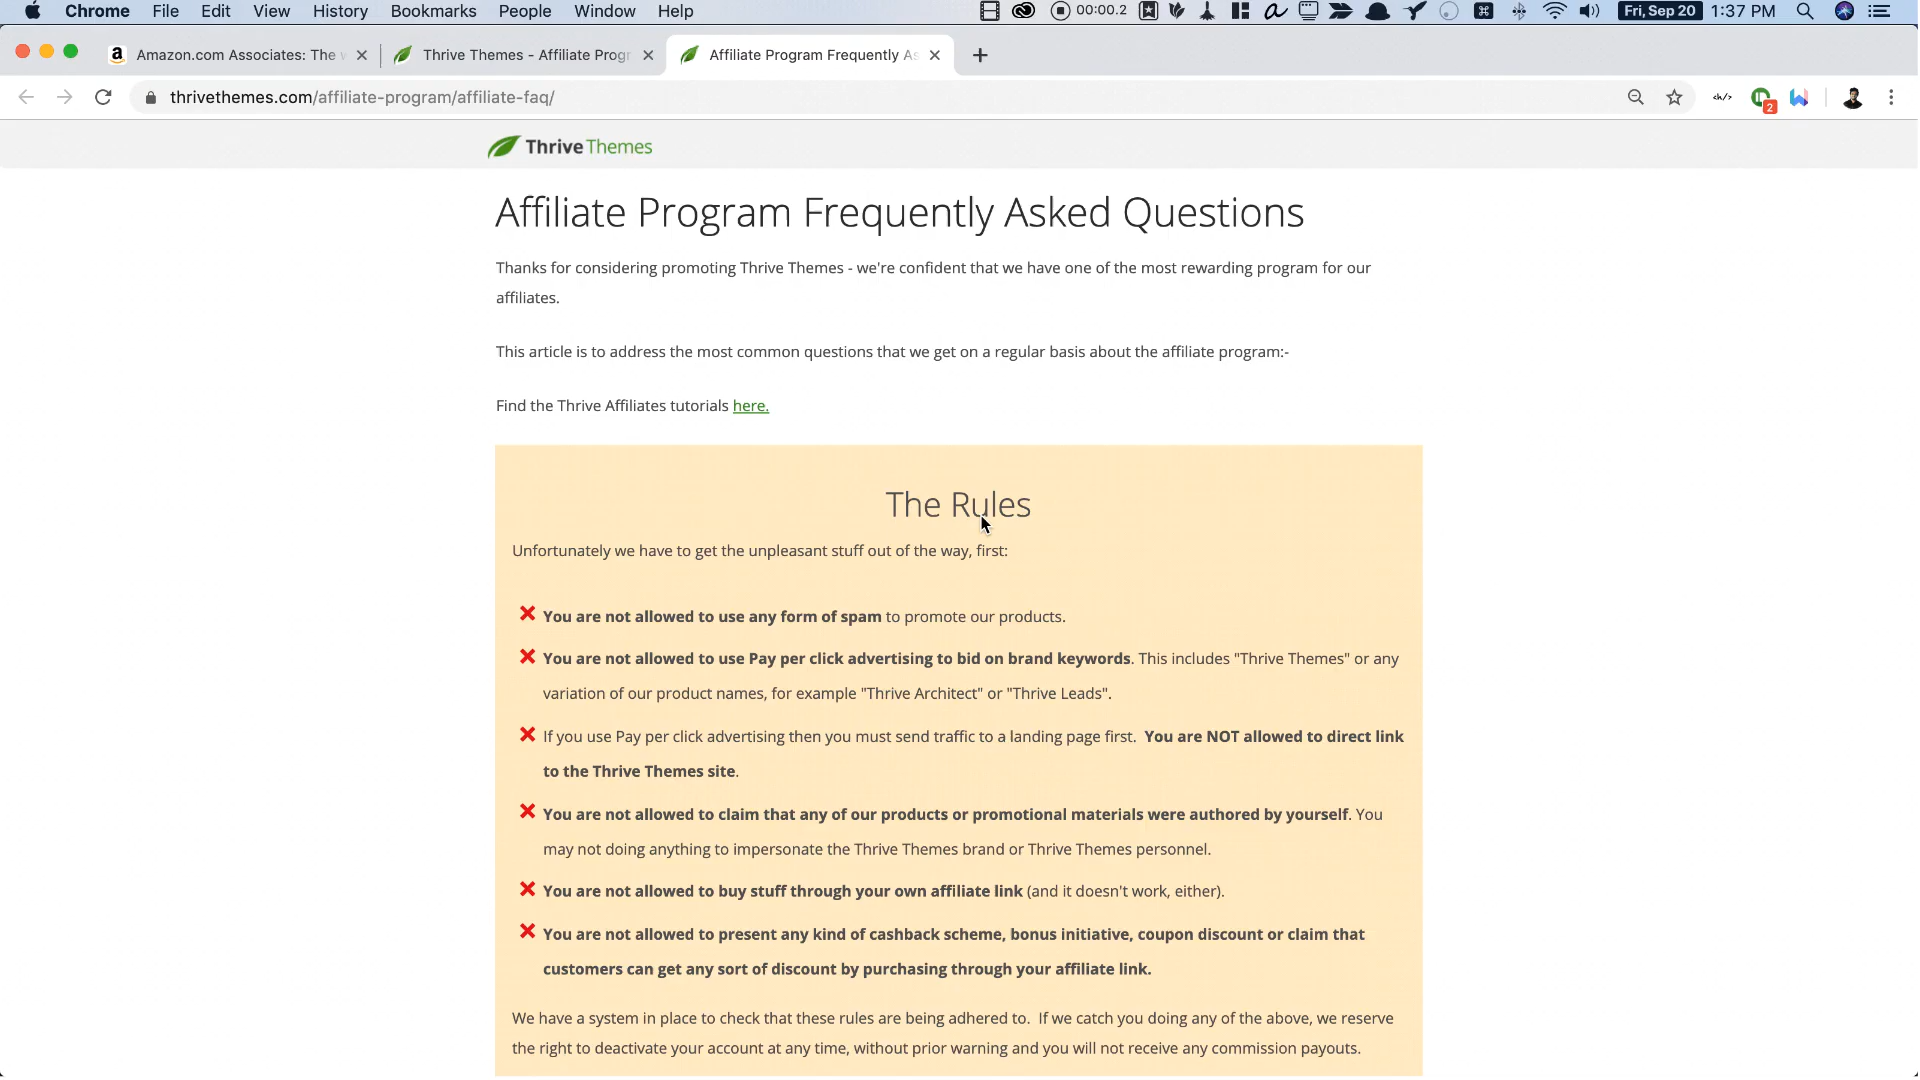 Chrome File Edit View History Bookmarks People Window Help 00:00.2 Fri, Sep 20 1:37 PM
Amazon.com Associates: The Thrive Themes - Affiliate Progr Affiliate Program Frequently As
thrivethemes.com/affiliate-program/affiliate-faq/ 2
Thrive Themes
Affiliate Program Frequently Asked Questions
Thanks for considering promoting Thrive Themes - we're confident that we have one of the most rewarding program for our
affiliates.
This article is to address the most common questions that we get on a regular basis about the affiliate program:-
Find the Thrive Affiliates tutorials here.
The Rules
Unfortunately we have to get the unpleasant stuff out of the way, first:
You are not allowed to use any form of spam to promote our products.
You are not allowed to use Pay per click advertising to bid on brand keywords. This includes "Thrive Themes" or any
variation of our product names, for example "Thrive Architect" or "Thrive Leads".
If you use Pay per click advertising then you must send traffic to a landing page first. You are NOT allowed to direct link
to the Thrive Themes site.
You are not allowed to claim that any of our products or promotional materials were authored by yourself. You
may not doing anything to impersonate the Thrive Themes brand or Thrive Themes personnel.
You are not allowed to buy stuff through your own affiliate link (and it doesn't work, either).
You are not allowed to present any kind of cashback scheme, bonus initiative, coupon discount or claim that
customers can get any sort of discount by purchasing through your affiliate link.
We have a system in place to check that these rules are being adhered to. If we catch you doing any of the above, we reserve
the right to deactivate your account at any time, without prior warning and you will not receive any commission payouts.